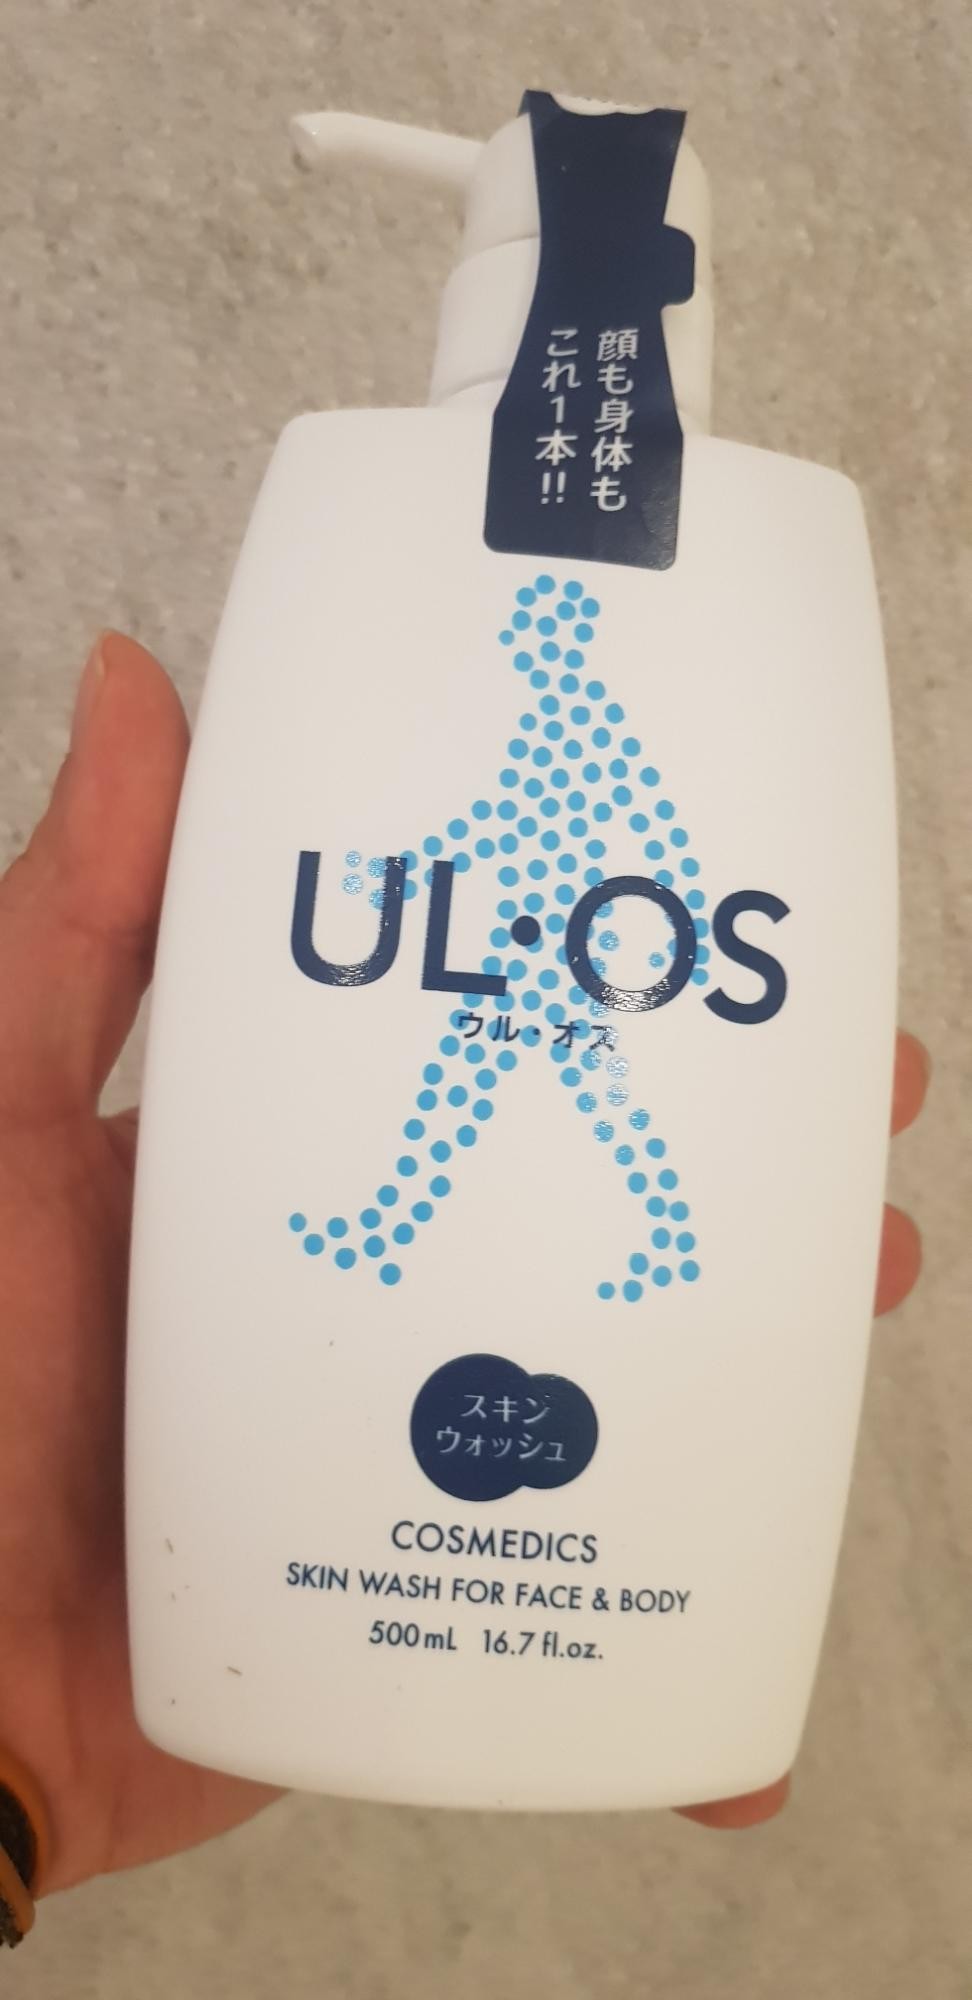 顔も身体も
これ1本!!
UL・OS
ウル・オス
スキン
ウォッシュ
COSMEDICS
SKIN WASH FOR FACE & BODY
500mL 16.7 fl.oz.